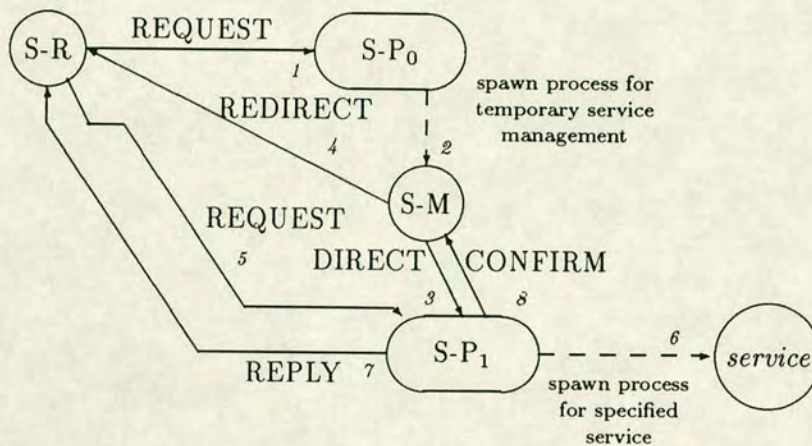 S-R
REQUEST
1
S-P0
spawn process for
temporary service
management
REDIRECT
4
2
S-M
REQUEST
5
DIRECT
CONFIRM
3
8
S-P1
REPLY
7
6
service
spawn process
for specified
service